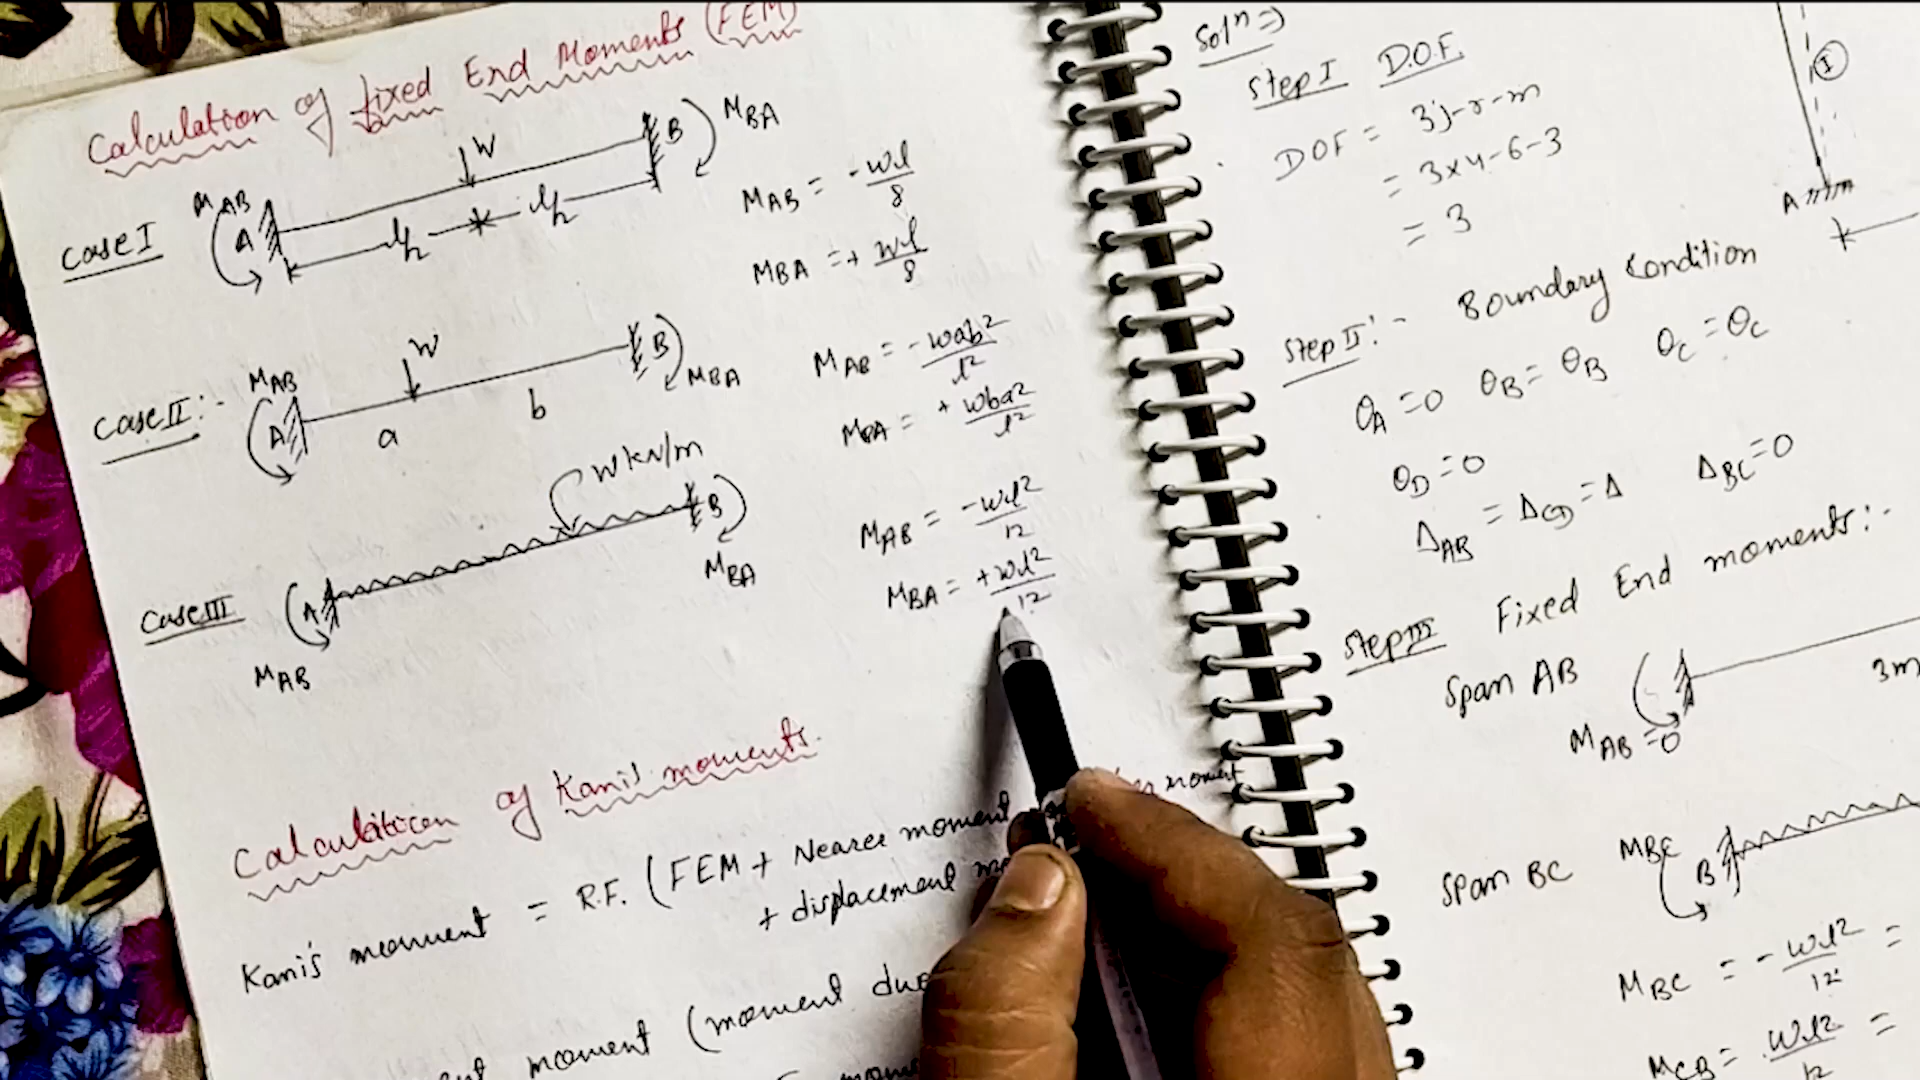 Calculation of fixed End Moments (FEM)
Case I
MAB
A
W
l/2
l/2
B
MBA
MAB = -wl/8
MBA = + wl/8
Case II :-
MAB
A
W
a
b
B
MBA
MAB = -wab²/l²
MBA = + wba²/l²
Case III
A
MAB
W kN/m
B
MBA
MAB = -wl²/12
MBA = +wl²/12
Calculation of Kani's moments.
Kani's moment = R.F. (FEM + Nearer moment moment
+ displacement
moment (moment due
Solⁿ ⇒
Step I D.O.F.
DOF = 3j-r-m
= 3x4-6-3
= 3
Step II :- Boundary Condition
θA = 0 θB = θB θC = θC
θD = 0
ΔAB = ΔCD = Δ ΔBC = 0
Step III Fixed End moments :-
Span AB
MAB = 0
3m
Span BC
MBC
B
MBC = - wl²/12 =
MCB = wl²/12 =
I
A